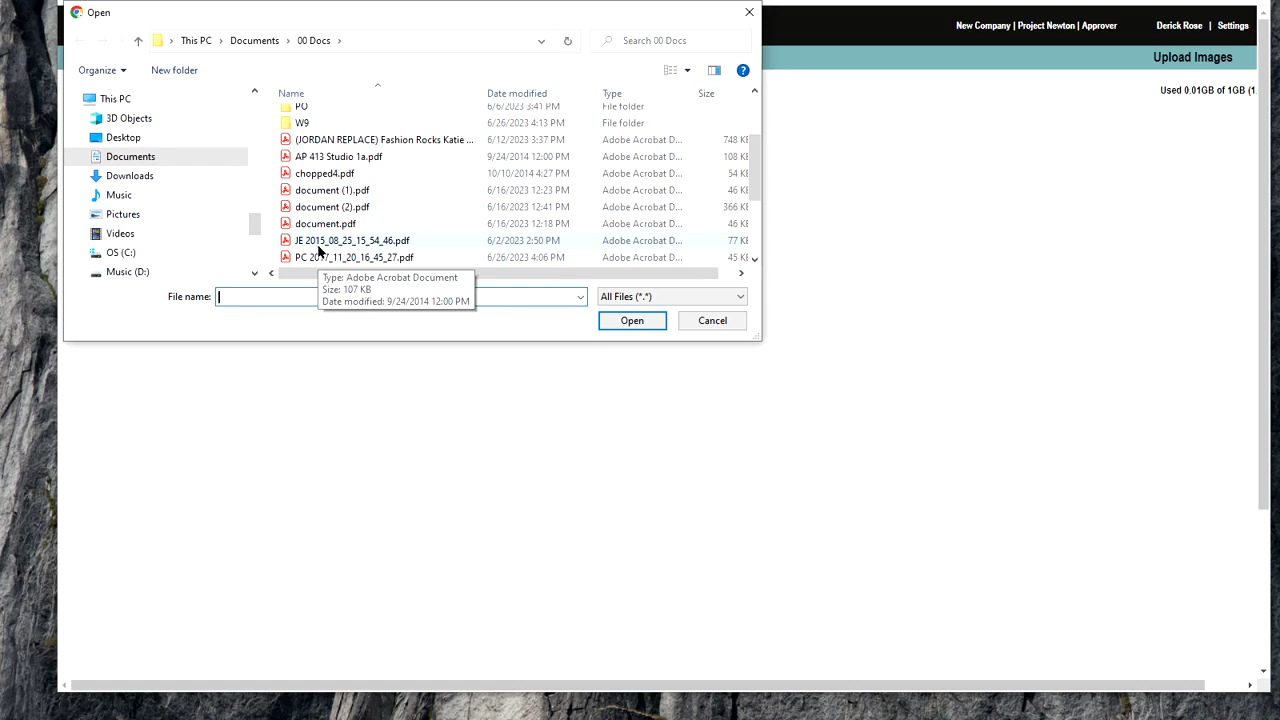 Open
This PC > Documents > 00 Docs >
Search 00 Docs
Organize
New folder
Name
Date modified
Type
Size
This PC
3D Objects
Desktop
Documents
Downloads
Music
Pictures
Videos
OS (C:)
Music (D:)
PO 6/6/2023 3:41 PM File folder
W9 6/26/2023 4:13 PM File folder
(JORDAN REPLACE) Fashion Rocks Katie ... 6/12/2023 3:37 PM Adobe Acrobat D... 748 KB
AP 413 Studio 1a.pdf 9/24/2014 12:00 PM Adobe Acrobat D... 108 KB
chopped4.pdf 10/10/2014 4:27 PM Adobe Acrobat D... 54 KB
document (1).pdf 6/16/2023 12:23 PM Adobe Acrobat D... 46 KB
document (2).pdf 6/16/2023 12:41 PM Adobe Acrobat D... 366 KB
document.pdf 6/16/2023 12:18 PM Adobe Acrobat D... 46 KB
JE 2015_08_25_15_54_46.pdf 6/2/2023 2:50 PM Adobe Acrobat D... 77 KB
PC 2017_11_20_16_45_27.pdf 6/26/2023 4:06 PM Adobe Acrobat D... 45 KB
Type: Adobe Acrobat Document
Size: 107 KB
Date modified: 9/24/2014 12:00 PM
File name:
All Files (*.*)
Open
Cancel
New Company | Project Newton | Approver
Derick Rose | Settings
Upload Images
Used 0.01GB of 1GB (1.